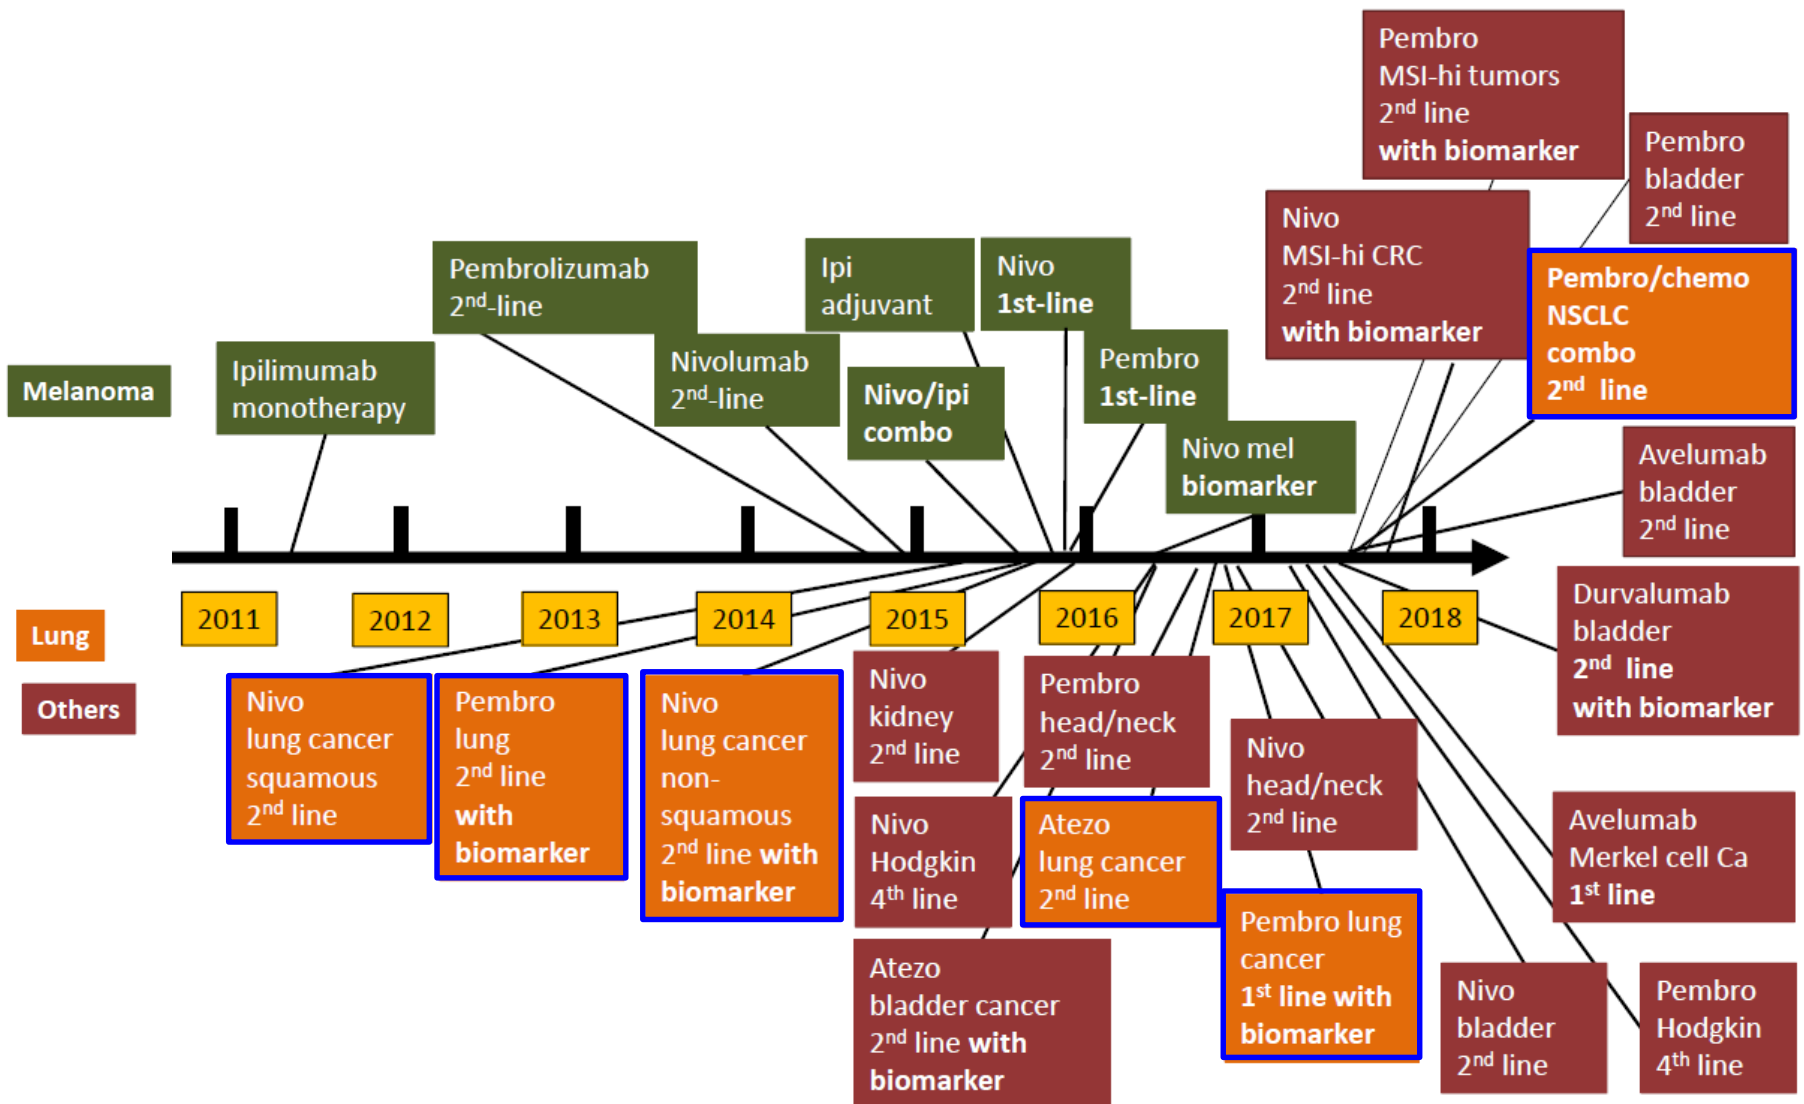 Pembro
MSI-hi tumors
2nd line
with biomarker
Pembro
bladder
2nd line
Nivo
MSI-hi CRC
2nd line
with biomarker
Pembrolizumab
2nd-line
Ipi
adjuvant
Nivo
1st-line
Pembro/chemo
NSCLC
combo
2nd line
Ipilimumab
monotherapy
Nivolumab
2nd-line
Nivo/ipi
combo
Pembro
1st-line
Melanoma
Nivo mel
biomarker
Avelumab
bladder
2nd line
2011
2012
2013
2014
2015
2016
2017
2018
Lung
Others
Durvalumab
bladder
2nd line
with biomarker
Nivo
lung cancer
squamous
2nd line
Pembro
lung
2nd line
with
biomarker
Nivo
lung cancer
non-
squamous
2nd line with
biomarker
Nivo
kidney
2nd line
Pembro
head/neck
2nd line
Nivo
head/neck
2nd line
Nivo
Hodgkin
4th line
Atezo
lung cancer
2nd line
Avelumab
Merkel cell Ca
1st line
Atezo
bladder cancer
2nd line with
biomarker
Pembro lung
cancer
1st line with
biomarker
Nivo
bladder
2nd line
Pembro
Hodgkin
4th line